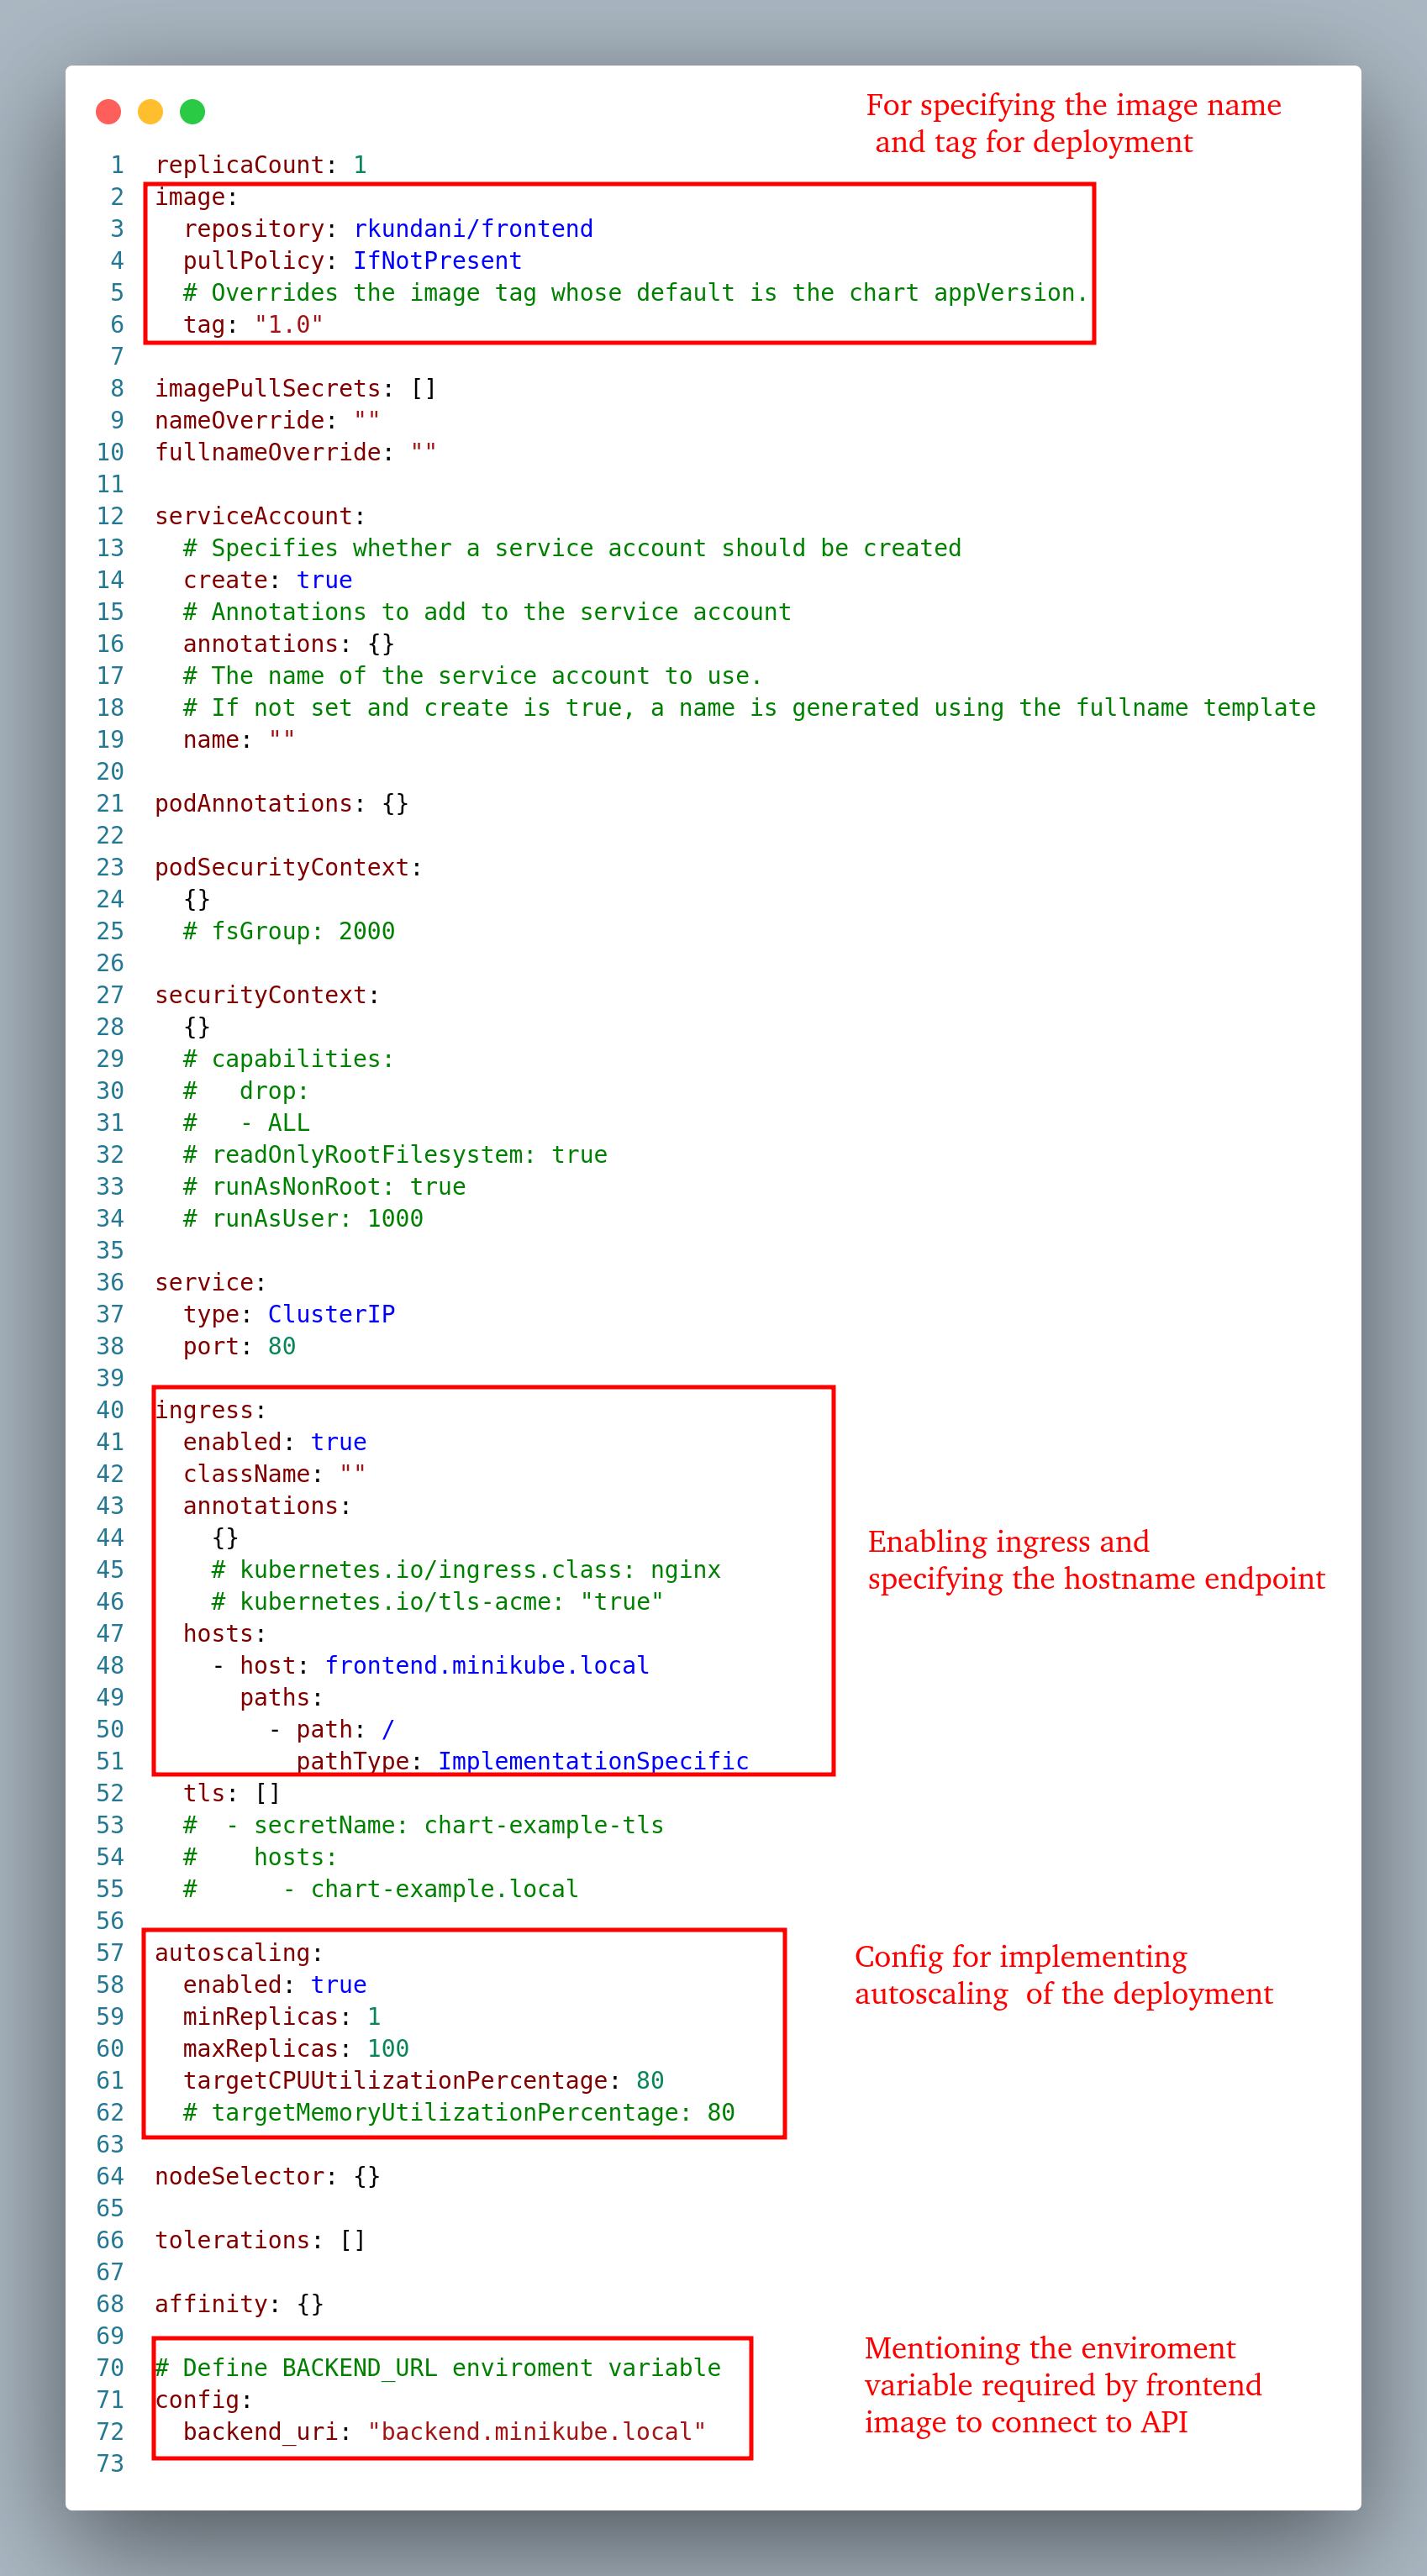 For specifying the image name
and tag for deployment
1 replicaCount: 1
2 image:
3   repository: rkundani/frontend
4   pullPolicy: IfNotPresent
5   # Overrides the image tag whose default is the chart appVersion.
6   tag: "1.0"
7
8 imagePullSecrets: []
9 nameOverride: ""
10 fullnameOverride: ""
11
12 serviceAccount:
13   # Specifies whether a service account should be created
14   create: true
15   # Annotations to add to the service account
16   annotations: {}
17   # The name of the service account to use.
18   # If not set and create is true, a name is generated using the fullname template
19   name: ""
20
21 podAnnotations: {}
22
23 podSecurityContext:
24   {}
25   # fsGroup: 2000
26
27 securityContext:
28   {}
29   # capabilities:
30   #   drop:
31   #   - ALL
32   # readOnlyRootFilesystem: true
33   # runAsNonRoot: true
34   # runAsUser: 1000
35
36 service:
37   type: ClusterIP
38   port: 80
39
40 ingress:
41   enabled: true
42   className: ""
43   annotations:
44     {}
45     # kubernetes.io/ingress.class: nginx
46     # kubernetes.io/tls-acme: "true"
47   hosts:
48     - host: frontend.minikube.local
49       paths:
50         - path: /
51           pathType: ImplementationSpecific
Enabling ingress and
specifying the hostname endpoint
52   tls: []
53   #  - secretName: chart-example-tls
54   #    hosts:
55   #      - chart-example.local
56
57 autoscaling:
58   enabled: true
59   minReplicas: 1
60   maxReplicas: 100
61   targetCPUUtilizationPercentage: 80
62   # targetMemoryUtilizationPercentage: 80
Config for implementing
autoscaling  of the deployment
63
64 nodeSelector: {}
65
66 tolerations: []
67
68 affinity: {}
69
70 # Define BACKEND_URL enviroment variable
71 config:
72   backend_uri: "backend.minikube.local"
73
Mentioning the enviroment
variable required by frontend
image to connect to API